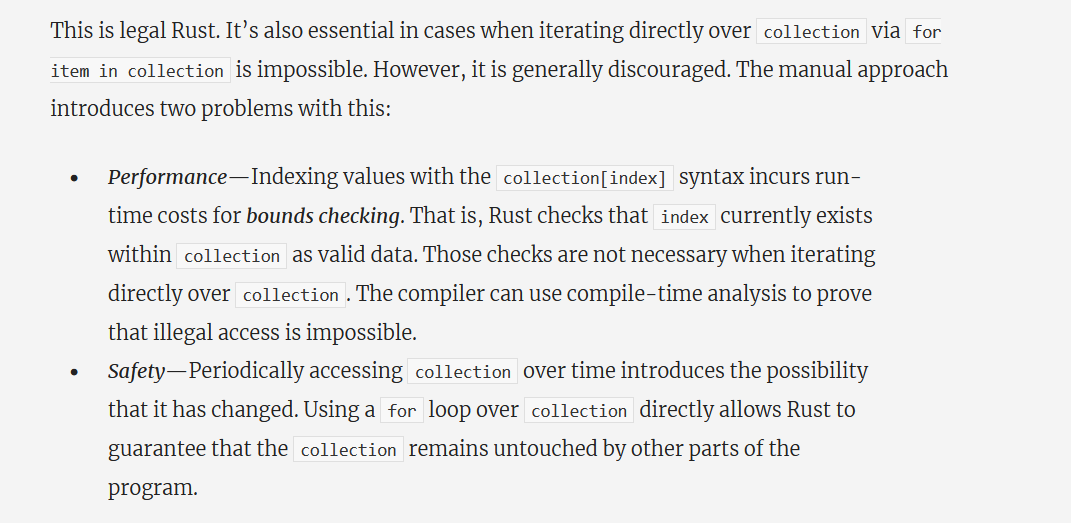 This is legal Rust. It’s also essential in cases when iterating directly over collection via for
item in collection is impossible. However, it is generally discouraged. The manual approach
introduces two problems with this:
• Performance—Indexing values with the collection[index] syntax incurs run-
time costs for bounds checking. That is, Rust checks that index currently exists
within collection as valid data. Those checks are not necessary when iterating
directly over collection. The compiler can use compile-time analysis to prove
that illegal access is impossible.
• Safety—Periodically accessing collection over time introduces the possibility
that it has changed. Using a for loop over collection directly allows Rust to
guarantee that the collection remains untouched by other parts of the
program.